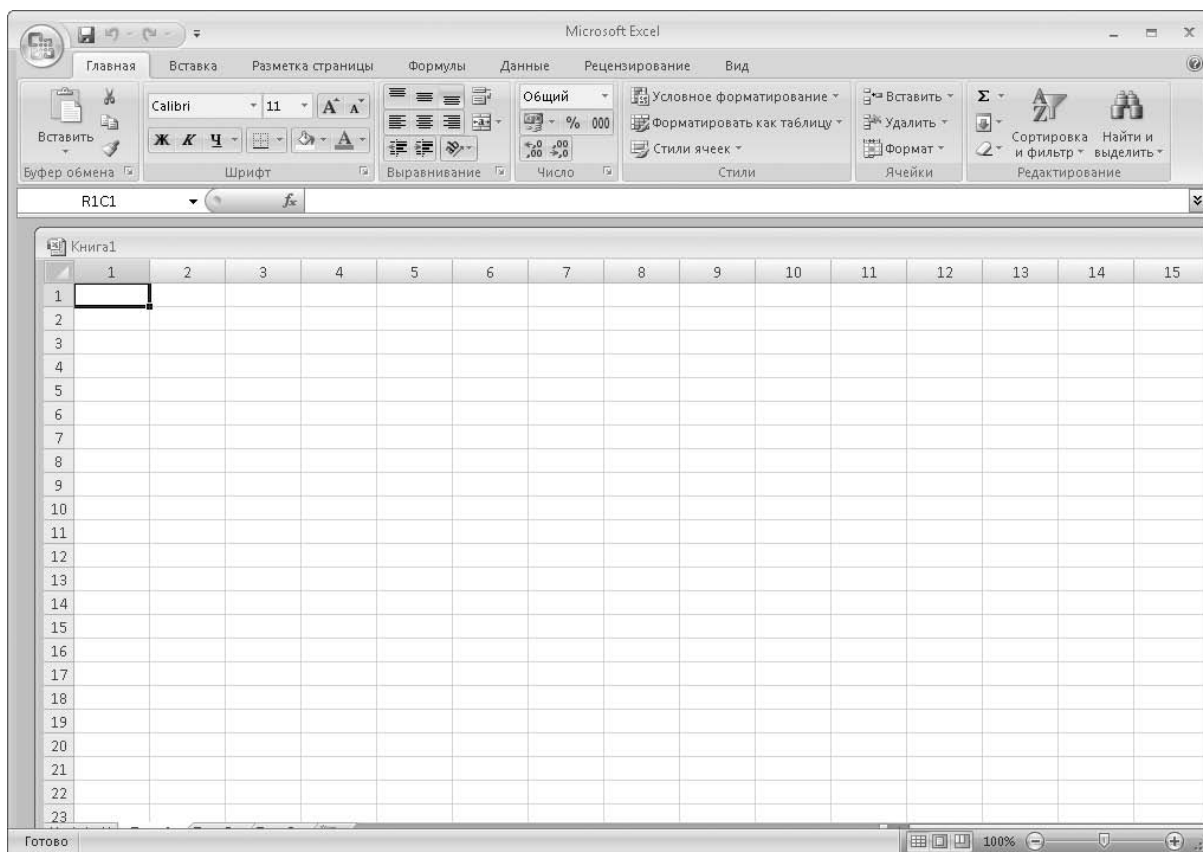 Microsoft Excel
Главная Вставка Разметка страницы Формулы Данные Рецензирование Вид
Вставить
Буфер обмена
Calibri 11 A A
Ж К Ч A
Шрифт
Выравнивание
Общий
% 000
,00 ,00
Число
Условное форматирование
Форматировать как таблицу
Стили ячеек
Стили
Вставить
Удалить
Формат
Ячейки
Σ
Сортировка и фильтр
Найти и выделить
Редактирование
R1C1 fx
Книга1
1 2 3 4 5 6 7 8 9 10 11 12 13 14 15
1
2
3
4
5
6
7
8
9
10
11
12
13
14
15
16
17
18
19
20
21
22
23
Готово 100%